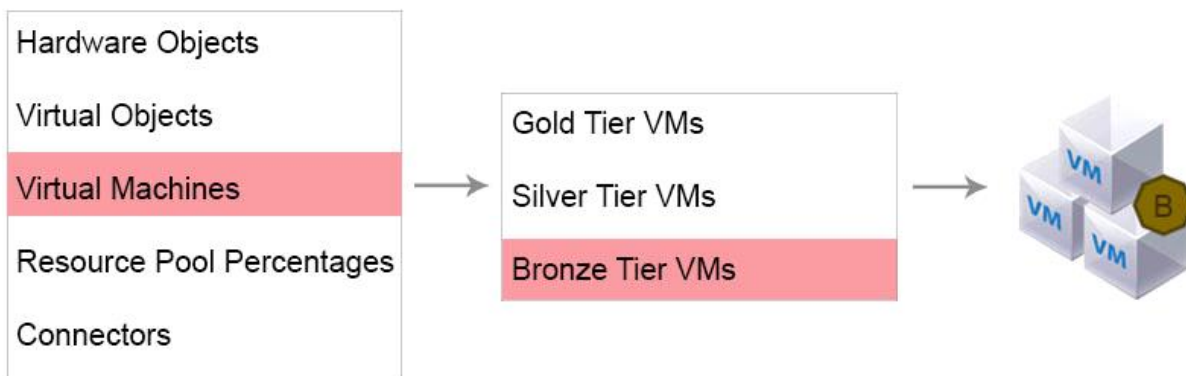 Hardware Objects
Virtual Objects
Virtual Machines
Resource Pool Percentages
Connectors
Gold Tier VMs
Silver Tier VMs
Bronze Tier VMs
VM
VM
VM
B